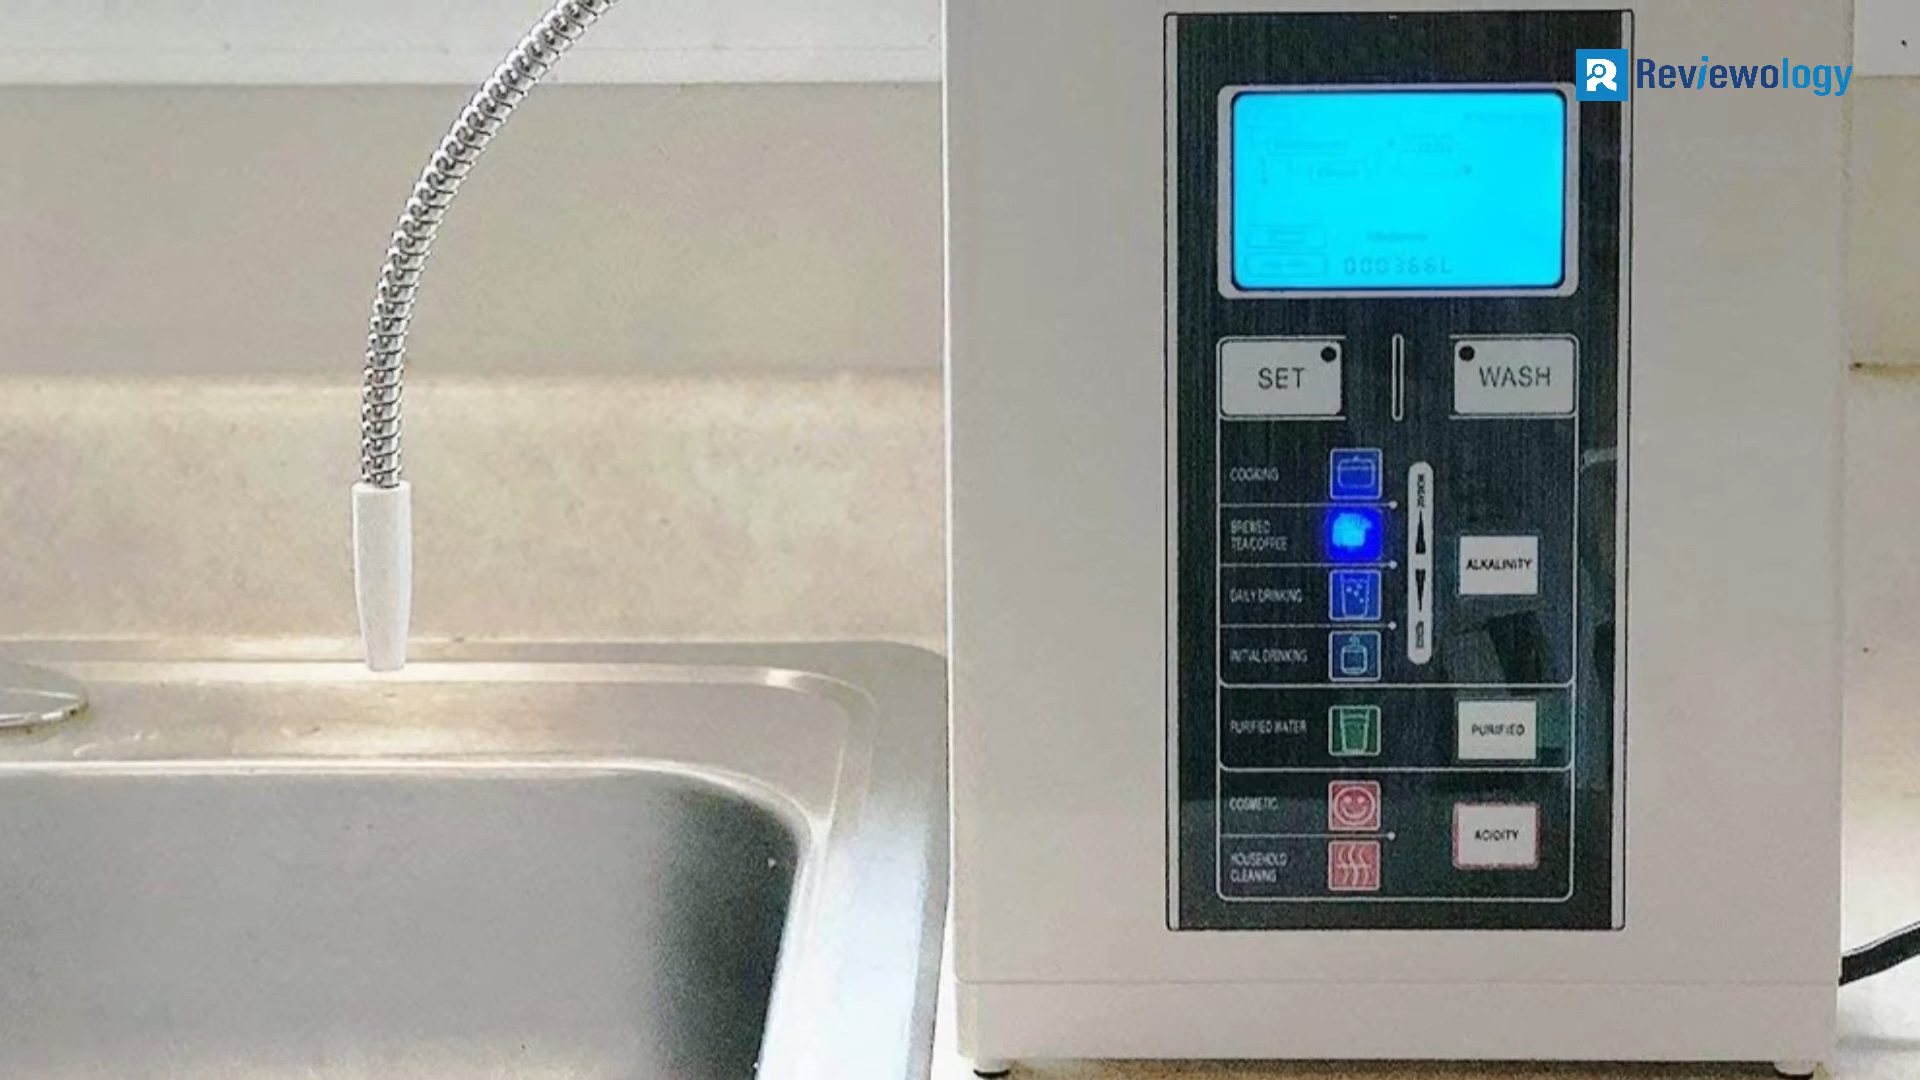 Reviewology
000366L
SET
WASH
COOKING
BREWED
TEA/COFFEE
ALKALINITY
DAILY DRINKING
INITIAL DRINKING
PURIFIED WATER
PURIFIED
COSMETIC
ACIDITY
HOUSEHOLD
CLEANING